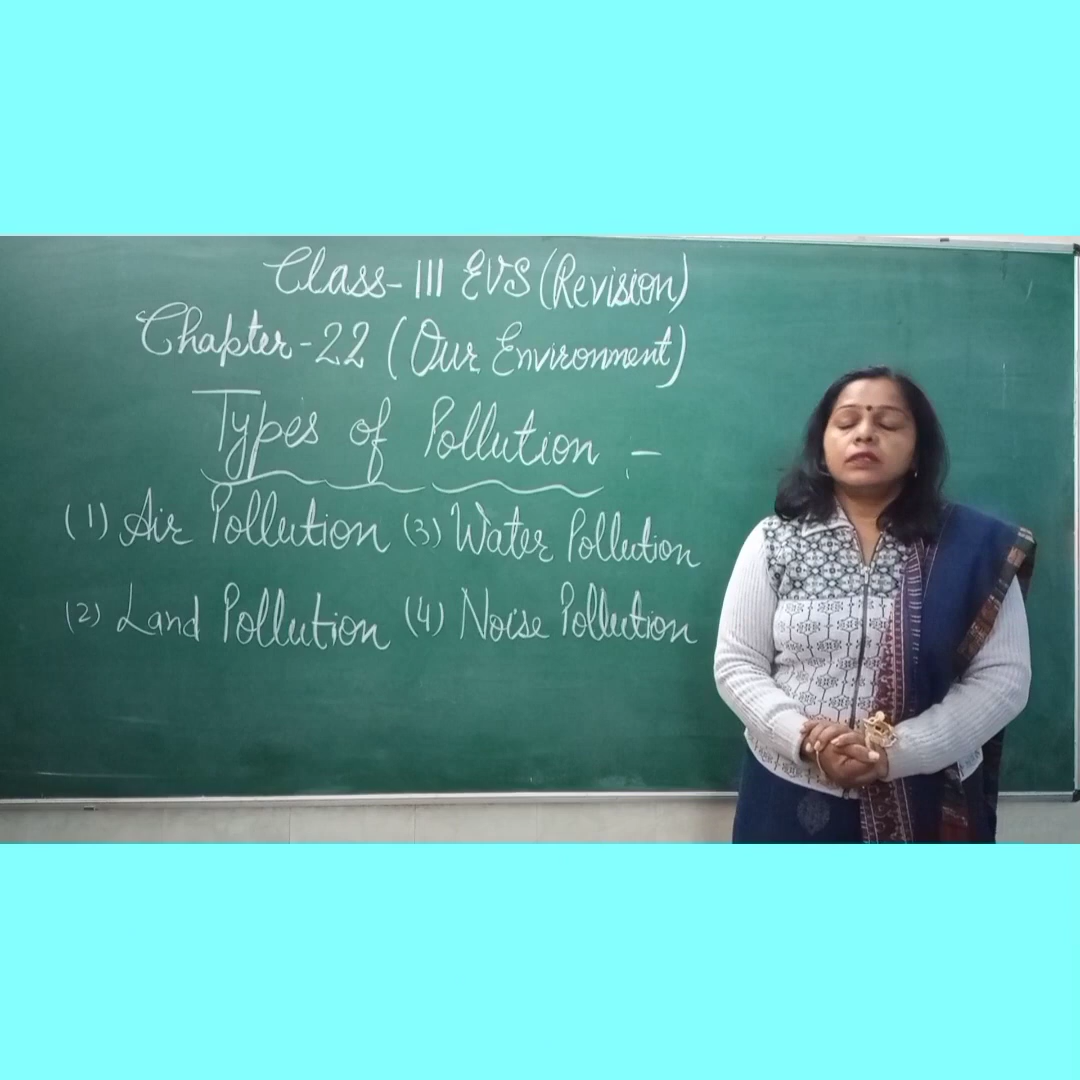 Class-III EVS (Revision)
Chapter-22 (Our Environment)
Types of Pollution :-
(1) Air Pollution (3) Water Pollution
(2) Land Pollution (4) Noise Pollution